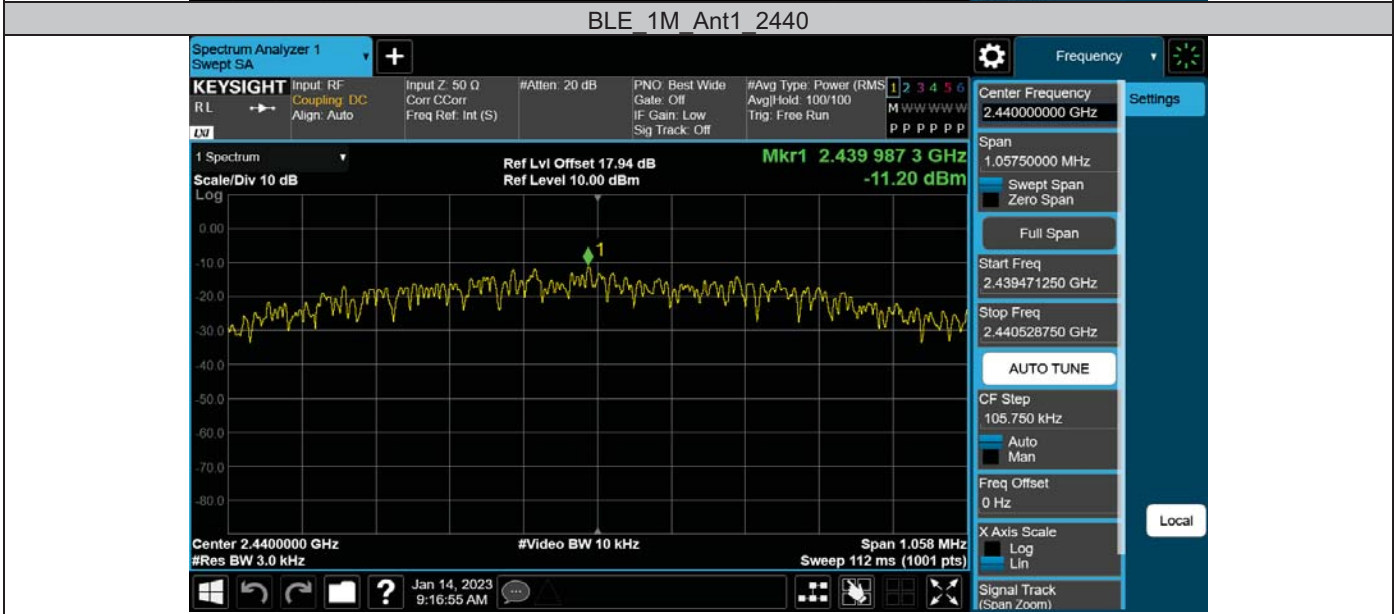 BLE_1M_Ant1_2440
Spectrum Analyzer 1
Swept SA
+
Frequency
KEYSIGHT
RL
LXI
Input: RF
Coupling: DC
Align: Auto
Input Z: 50 Ω
Corr CCorr
Freq Ref: Int (S)
#Atten: 20 dB
PNO: Best Wide
Gate: Off
IF Gain: Low
Sig Track: Off
#Avg Type: Power (RMS
Avg|Hold: 100/100
Trig: Free Run
1 2 3 4 5 6
M W W W W W
P P P P P P
Center Frequency
2.440000000 GHz
Settings
Span
1.05750000 MHz
Swept Span
Zero Span
Full Span
Start Freq
2.439471250 GHz
Stop Freq
2.440528750 GHz
AUTO TUNE
CF Step
105.750 kHz
Auto
Man
Freq Offset
0 Hz
X Axis Scale
Log
Lin
Local
Signal Track
(Span Zoom)
1 Spectrum
Scale/Div 10 dB
Log
Ref Lvl Offset 17.94 dB
Ref Level 10.00 dBm
Mkr1 2.439 987 3 GHz
-11.20 dBm
1
0.00
-10.0
-20.0
-30.0
-40.0
-50.0
-60.0
-70.0
-80.0
Center 2.4400000 GHz
#Res BW 3.0 kHz
#Video BW 10 kHz
Span 1.058 MHz
Sweep 112 ms (1001 pts)
?
Jan 14, 2023
9:16:55 AM